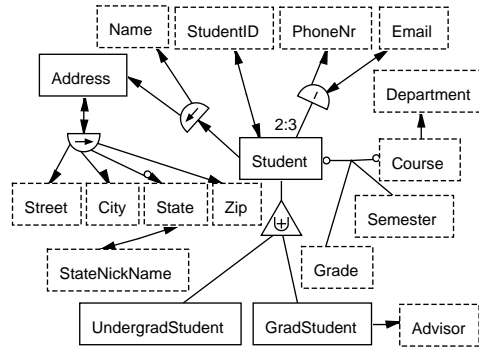 Name
StudentID
PhoneNr
Email
Address
Department
2:3
Student
Course
Street
City
State
Zip
Semester
StateNickName
Grade
UndergradStudent
GradStudent
Advisor